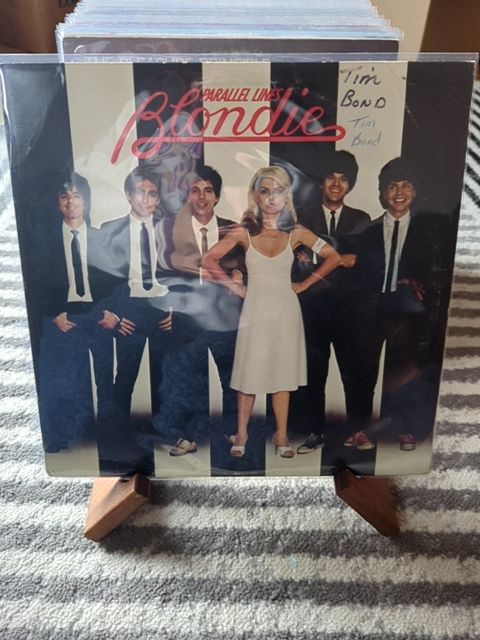 PARALLEL LINES
Blondie
Tim
BOND
Tim
Bond